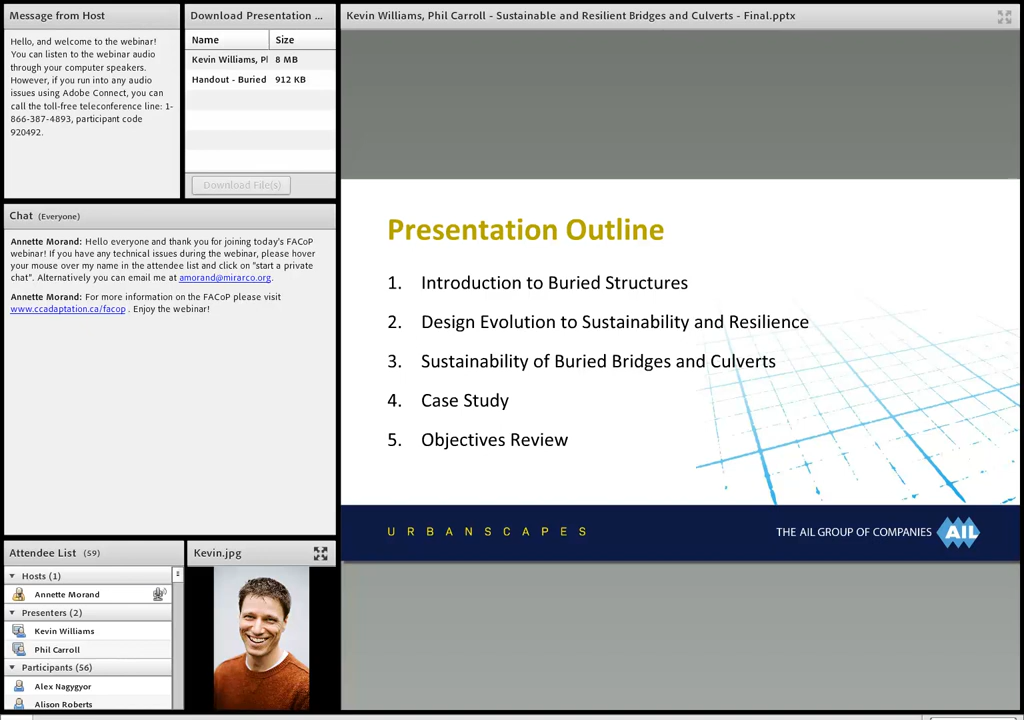 Message from Host
Hello, and welcome to the webinar!
You can listen to the webinar audio
through your computer speakers.
However, if you run into any audio
issues using Adobe Connect, you can
call the toll-free teleconference line: 1-
866-387-4893, participant code
920492.
Download Presentation ...
Name Size
Kevin Williams, Pl 8 MB
Handout - Buried 912 KB
Download File(s)
Chat (Everyone)
Annette Morand: Hello everyone and thank you for joining today's FACoP
webinar! If you have any technical issues during the webinar, please hover
your mouse over my name in the attendee list and click on "start a private
chat". Alternatively you can email me at amorand@mirarco.org.
Annette Morand: For more information on the FACoP please visit
www.ccadaptation.ca/facop . Enjoy the webinar!
Attendee List (59)
Hosts (1)
Annette Morand
Presenters (2)
Kevin Williams
Phil Carroll
Participants (56)
Alex Nagygyor
Alison Roberts
Kevin.jpg
Kevin Williams, Phil Carroll - Sustainable and Resilient Bridges and Culverts - Final.pptx
Presentation Outline
1. Introduction to Buried Structures
2. Design Evolution to Sustainability and Resilience
3. Sustainability of Buried Bridges and Culverts
4. Case Study
5. Objectives Review
URBANSCAPES
THE AIL GROUP OF COMPANIES AIL